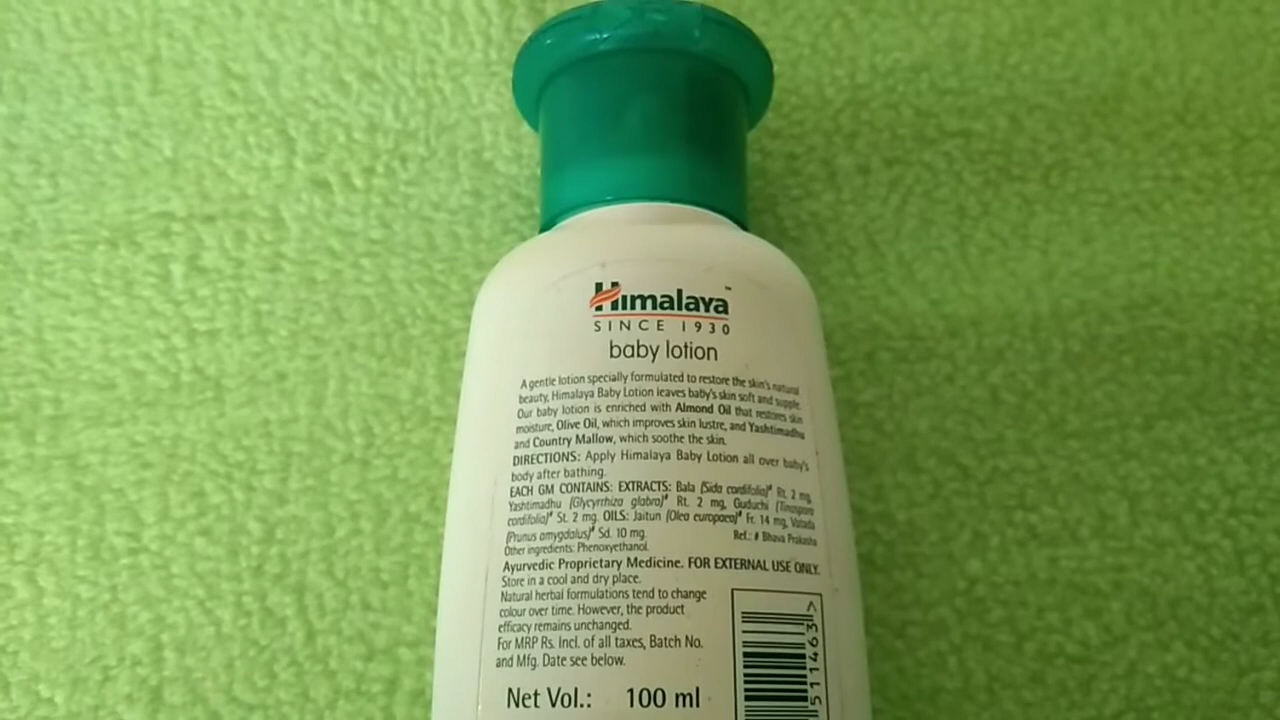 Himalaya™
SINCE 1930
baby lotion
A gentle lotion specially formulated to restore the skin's natural
beauty, Himalaya Baby Lotion leaves baby's skin soft and supple.
Our baby lotion is enriched with Almond Oil that restores skin
moisture, Olive Oil, which improves skin lustre, and Yashtimadhu
and Country Mallow, which soothe the skin.
DIRECTIONS: Apply Himalaya Baby Lotion all over baby's
body after bathing.
EACH GM CONTAINS: EXTRACTS: Bala (Sida cordifolia)# Rt. 2 mg,
Yashtimadhu (Glycyrrhiza glabra)# Rt. 2 mg, Guduchi (Tinospora
cordifolia)# St. 2 mg. OILS: Jaitun (Olea europaea)# Fr. 14 mg, Vatada
(Prunus amygdalus)# Sd. 10 mg. Ref.: # Bhava Prakasha
Other ingredients: Phenoxyethanol.
Ayurvedic Proprietary Medicine. FOR EXTERNAL USE ONLY.
Store in a cool and dry place.
Natural herbal formulations tend to change
colour over time. However, the product
efficacy remains unchanged.
For MRP Rs. Incl. of all taxes, Batch No.
and Mfg. Date see below.
Net Vol.: 100 ml
511463>